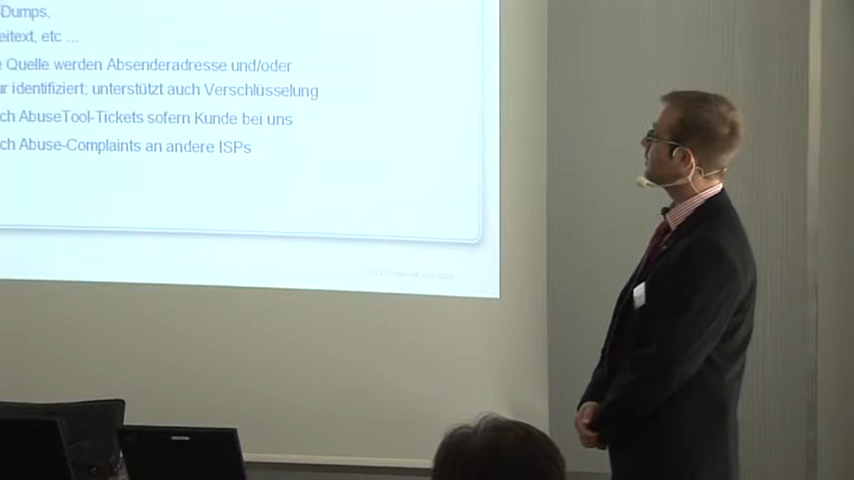 Dumps,
eitext, etc ...
e Quelle werden Absenderadresse und/oder
ur identifiziert; unterstützt auch Verschlüsselung
ch AbuseTool-Tickets sofern Kunde bei uns
ch Abuse-Complaints an andere ISPs